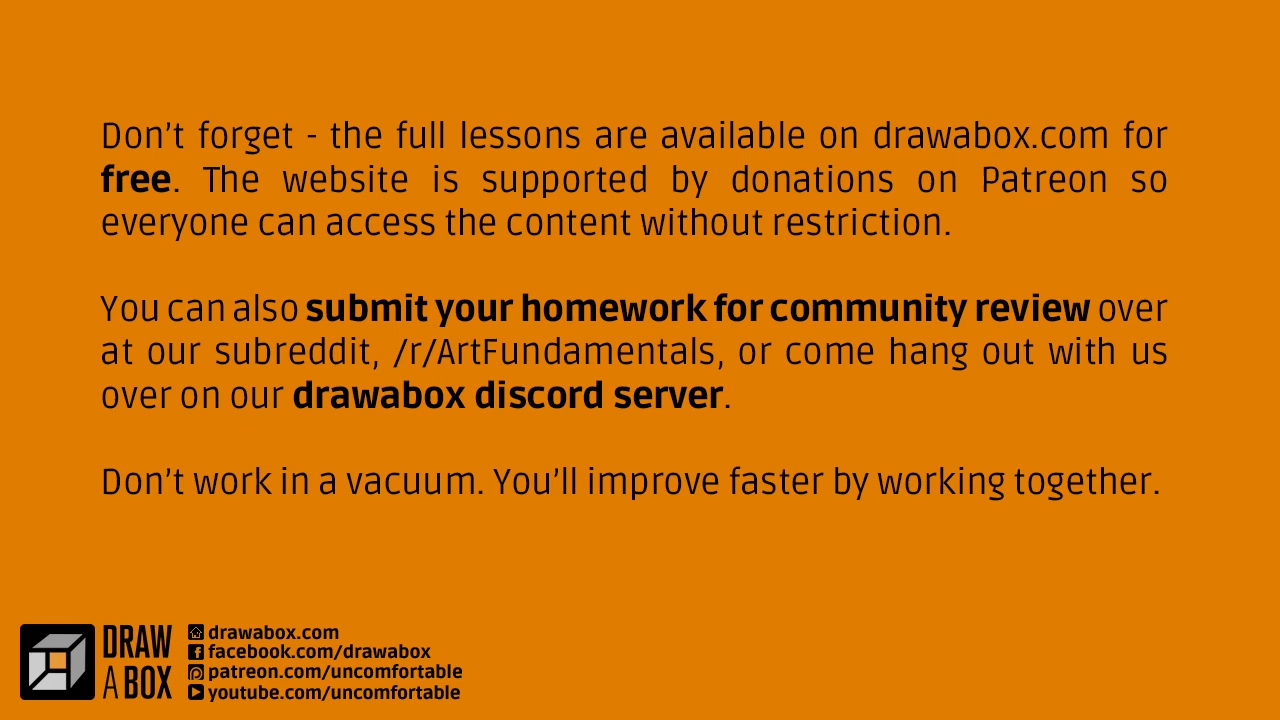 Don’t forget - the full lessons are available on drawabox.com for
free. The website is supported by donations on Patreon so
everyone can access the content without restriction.
You can also submit your homework for community review over
at our subreddit, /r/ArtFundamentals, or come hang out with us
over on our drawabox discord server.
Don’t work in a vacuum. You’ll improve faster by working together.
DRAW
A BOX
drawabox.com
facebook.com/drawabox
patreon.com/uncomfortable
youtube.com/uncomfortable